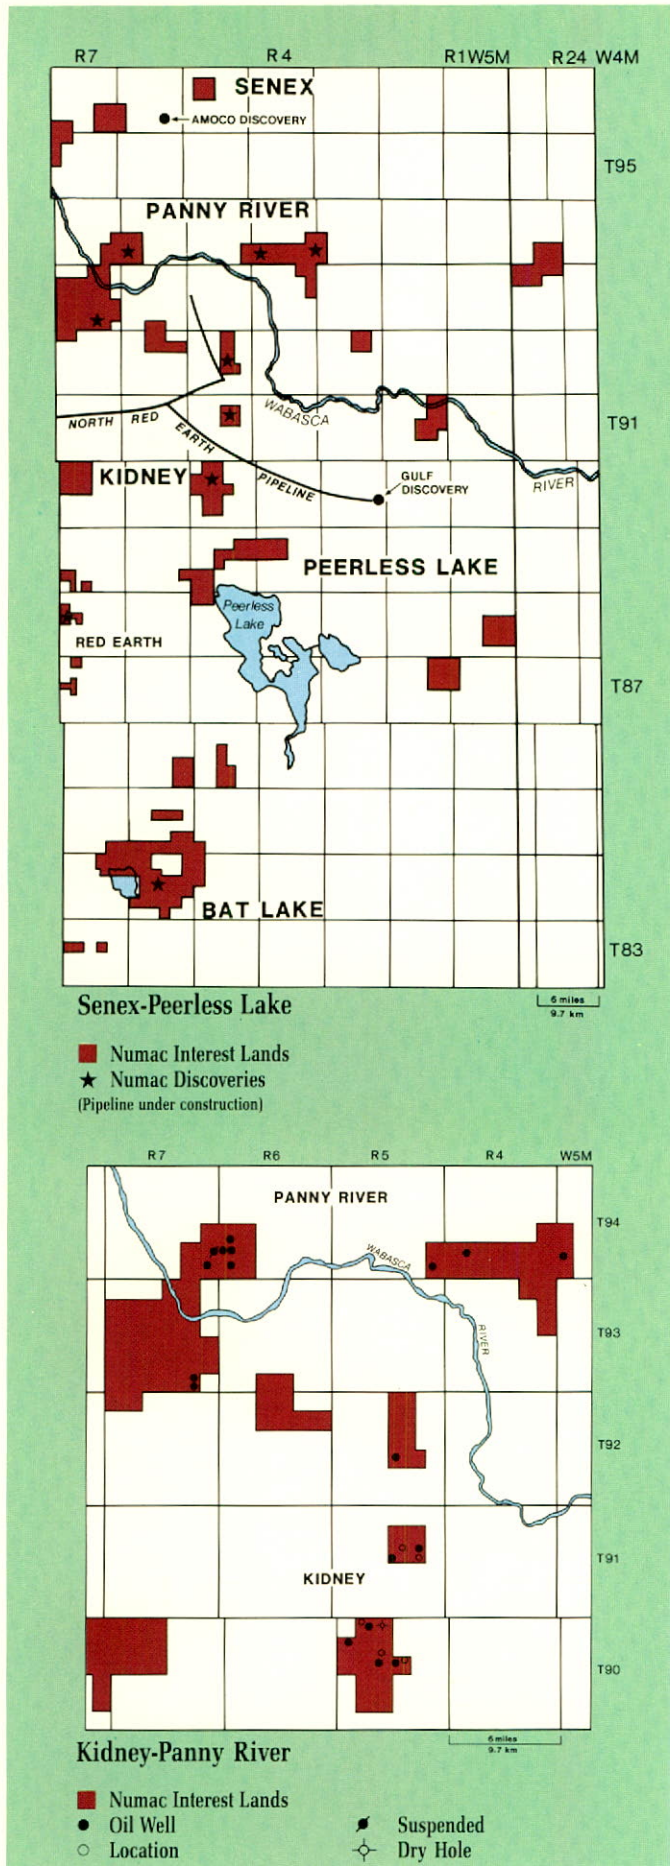 R7 R4 R1W5M R24 W4M
SENEX
AMOCO DISCOVERY
T95
PANNY RIVER
WABASCA
T91
NORTH RED
EARTH
PIPELINE
KIDNEY
GULF
DISCOVERY
RIVER
PEERLESS LAKE
Peerless
Lake
RED EARTH
T87
BAT LAKE
T83
Senex-Peerless Lake
6 miles
9.7 km
Numac Interest Lands
Numac Discoveries
(Pipeline under construction)
R7 R6 R5 R4 W5M
PANNY RIVER
T94
WABASCA
T93
RIVER
T92
T91
KIDNEY
T90
Kidney-Panny River
6 miles
9.7 km
Numac Interest Lands
Oil Well
Suspended
Location
Dry Hole